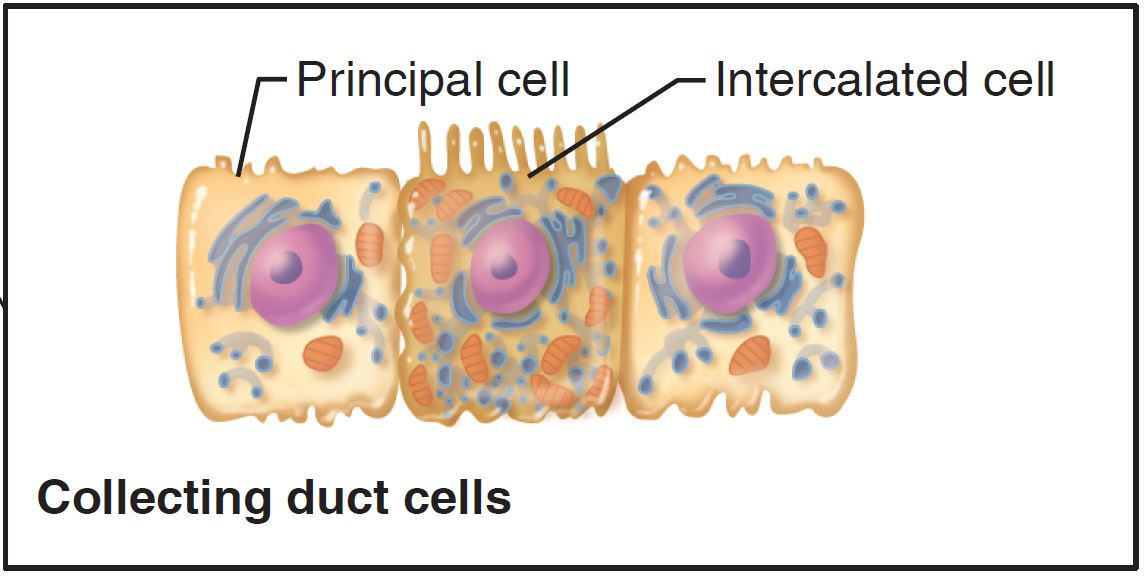 Principal cell
Intercalated cell
Collecting duct cells